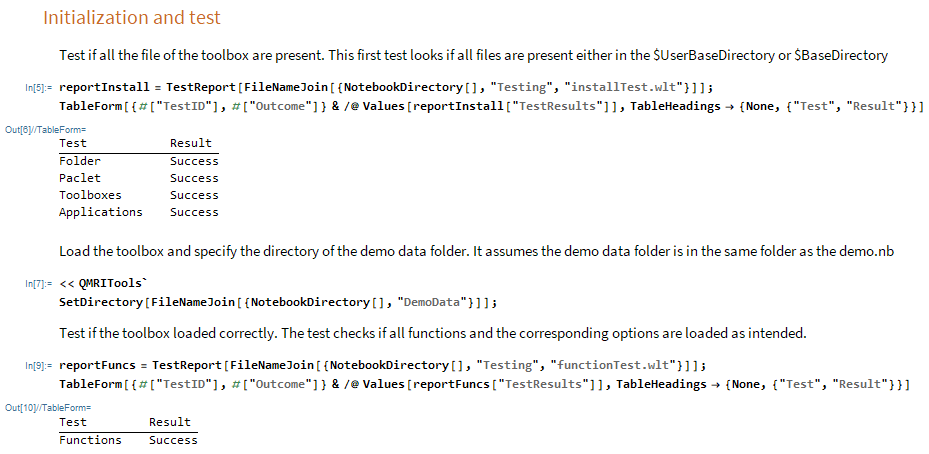 Initialization and test
Test if all the file of the toolbox are present. This first test looks if all files are present either in the $UserBaseDirectory or $BaseDirectory
In[5]:= reportInstall = TestReport[FileNameJoin[{NotebookDirectory[], "Testing", "installTest.wlt"}]];
TableForm[{#["TestID"], #["Outcome"]} & /@ Values[reportInstall["TestResults"]], TableHeadings → {None, {"Test", "Result"}}]
Out[6]//TableForm=
Test Result
Folder Success
Paclet Success
Toolboxes Success
Applications Success
Load the toolbox and specify the directory of the demo data folder. It assumes the demo data folder is in the same folder as the demo.nb
In[7]:= << QMRITools`
SetDirectory[FileNameJoin[{NotebookDirectory[], "DemoData"}]];
Test if the toolbox loaded correctly. The test checks if all functions and the corresponding options are loaded as intended.
In[9]:= reportFuncs = TestReport[FileNameJoin[{NotebookDirectory[], "Testing", "functionTest.wlt"}]];
TableForm[{#["TestID"], #["Outcome"]} & /@ Values[reportFuncs["TestResults"]], TableHeadings → {None, {"Test", "Result"}}]
Out[10]//TableForm=
Test Result
Functions Success